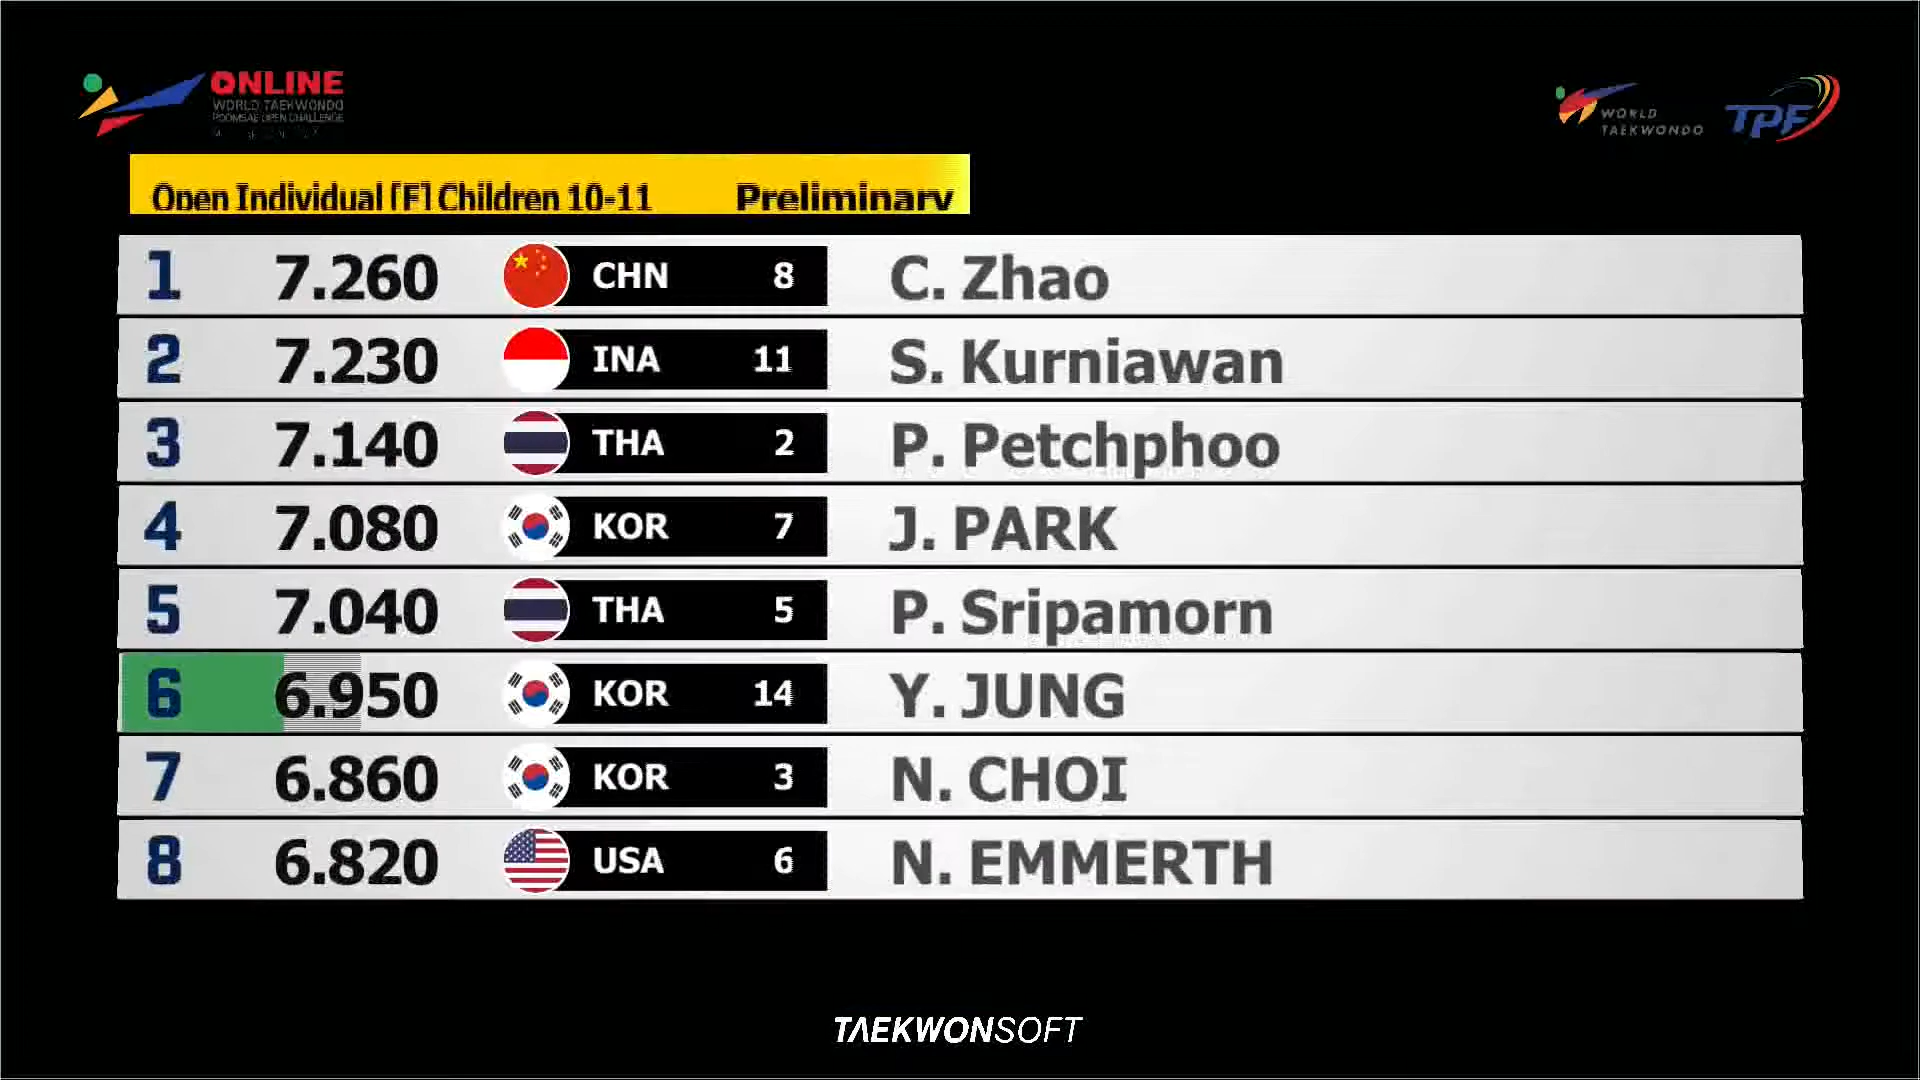 ONLINE
WORLD TAEKWONDO
POOMSAE OPEN CHALLENGE
WORLD
TAEKWONDO
TPF
Open Individual [F] Children 10-11 Preliminary
1 7.260 CHN 8 C. Zhao
2 7.230 INA 11 S. Kurniawan
3 7.140 THA 2 P. Petchphoo
4 7.080 KOR 7 J. PARK
5 7.040 THA 5 P. Sripamorn
6 6.950 KOR 14 Y. JUNG
7 6.860 KOR 3 N. CHOI
8 6.820 USA 6 N. EMMERTH
TAEKWONSOFT